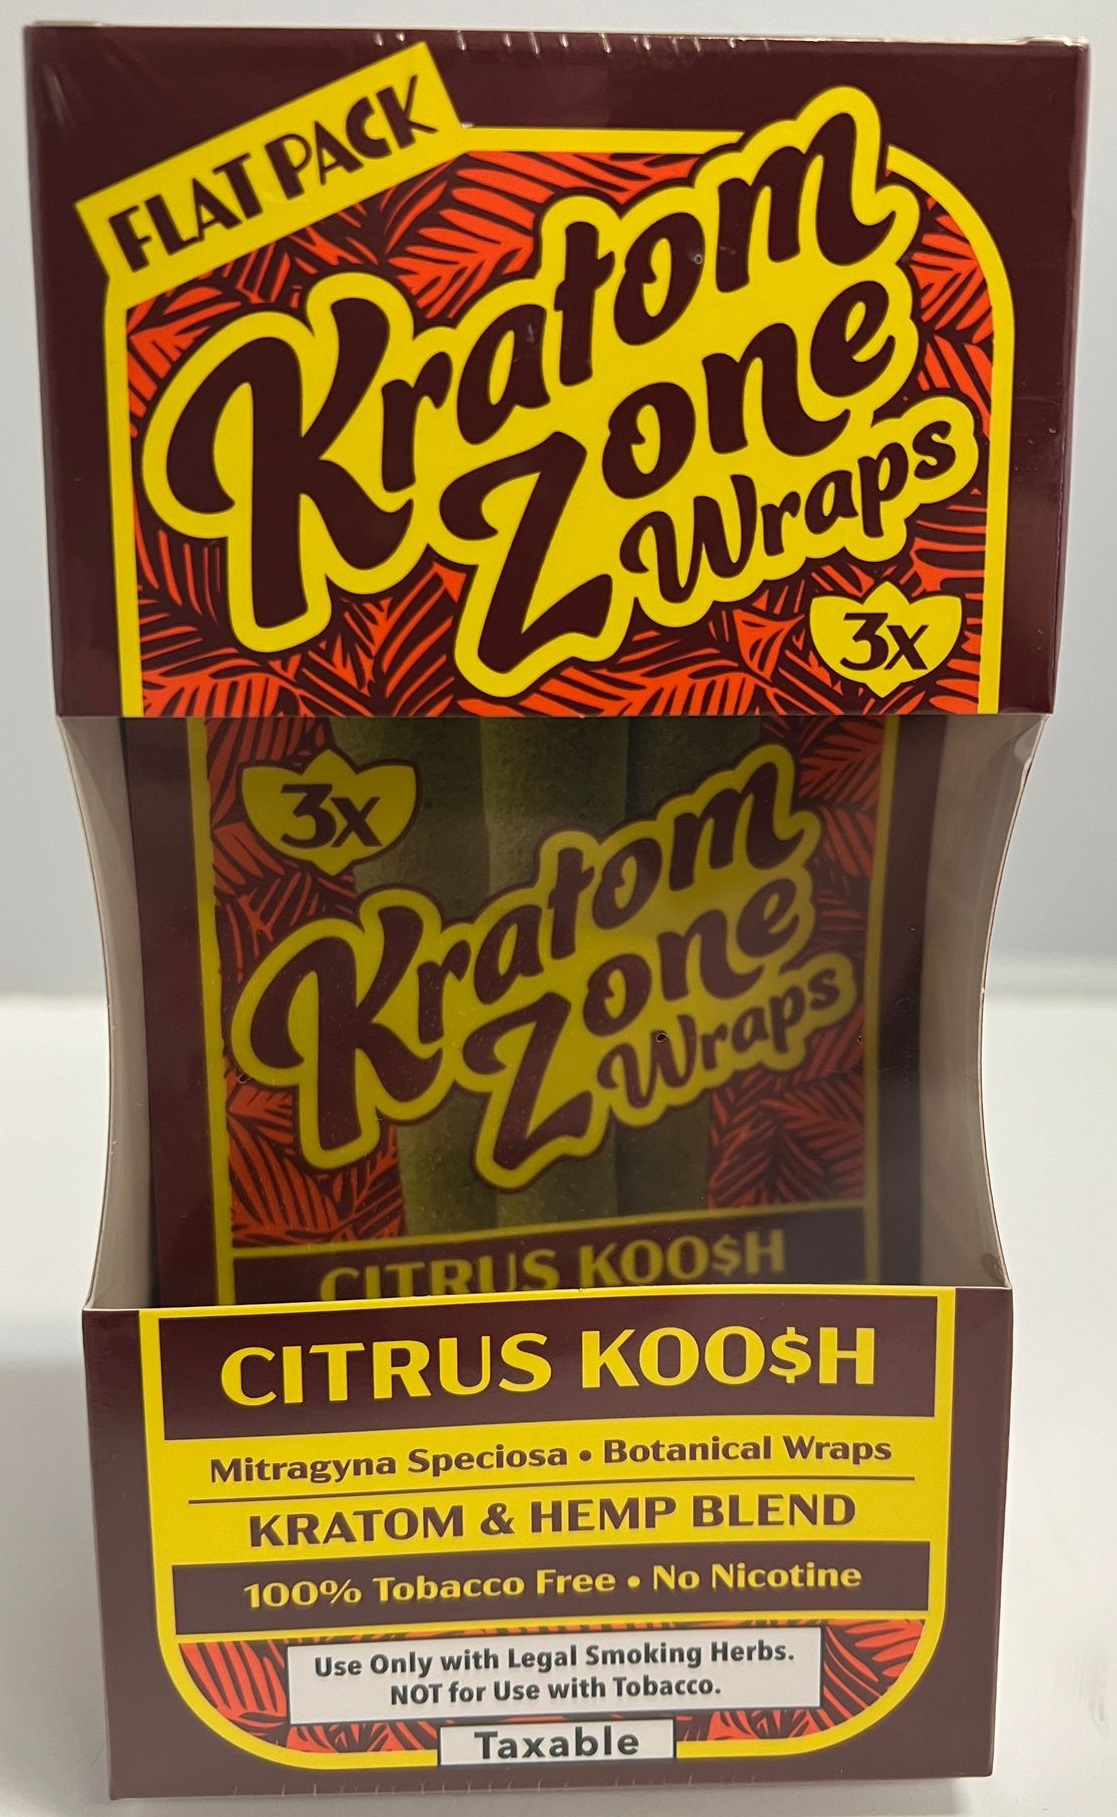 FLAT PACK
Kratom
Zone
Wraps
3x
3x
Kratom
Zone
Wraps
CITRUS KOO$H
CITRUS KOO$H
Mitragyna Speciosa • Botanical Wraps
KRATOM & HEMP BLEND
100% Tobacco Free • No Nicotine
Use Only with Legal Smoking Herbs.
NOT for Use with Tobacco.
Taxable